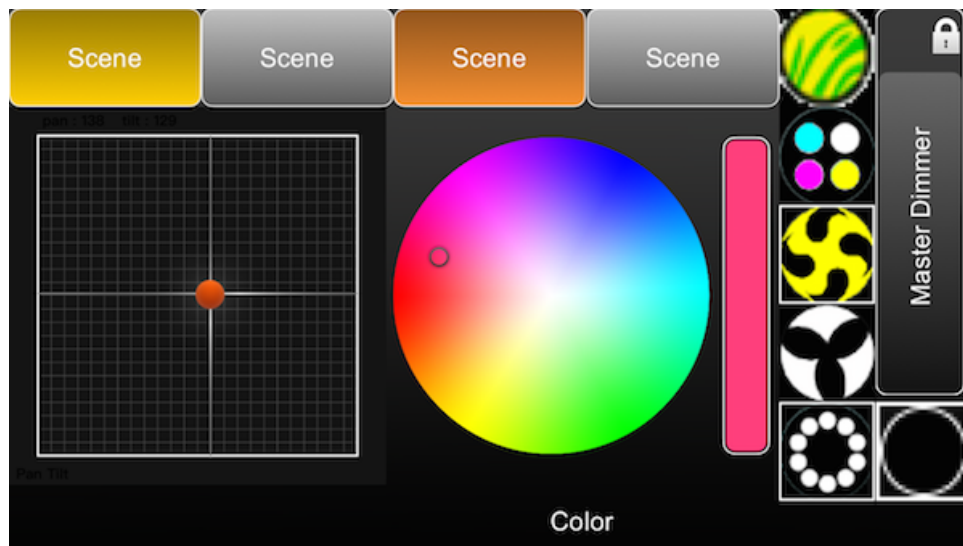 Scene
Scene
Scene
Scene
pan : 138 tilt : 129
Master Dimmer
Pan Tilt
Color